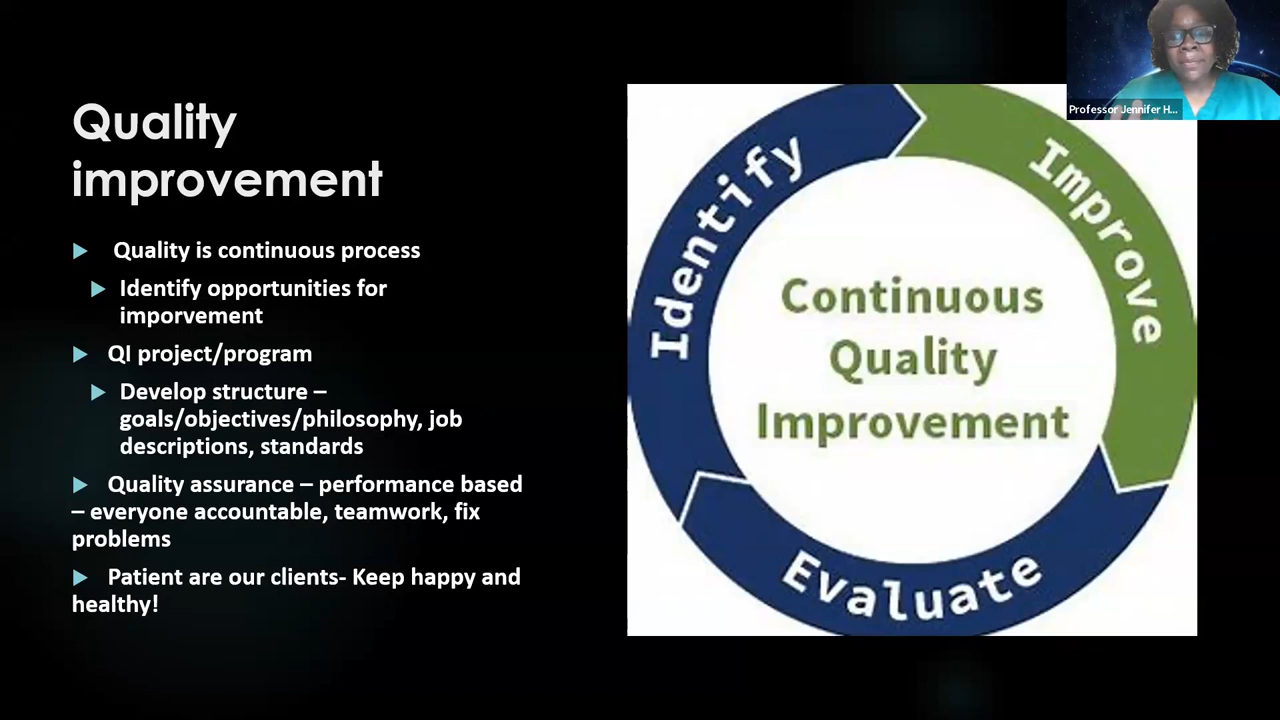 Quality
improvement
Quality is continuous process
Identify opportunities for
imporvement
QI project/program
Develop structure –
goals/objectives/philosophy, job
descriptions, standards
Quality assurance – performance based
– everyone accountable, teamwork, fix
problems
Patient are our clients- Keep happy and
healthy!
Identify
Improve
Continuous
Quality
Improvement
Evaluate
Professor Jennifer H...